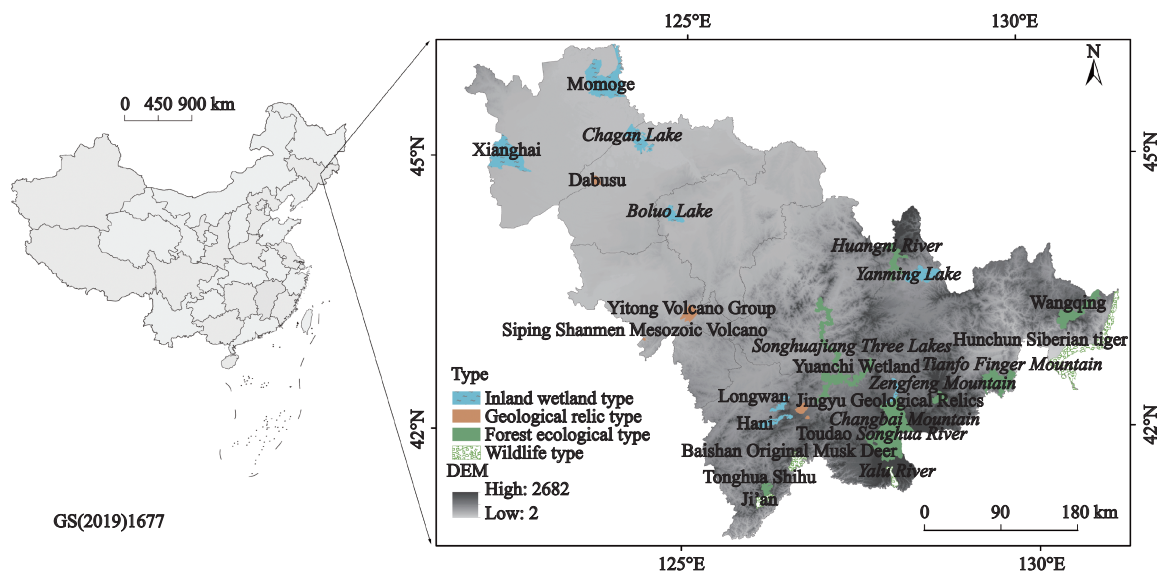 125°E
130°E
N
0 450 900 km
Momoge
Chagan Lake
45°N
Xianghai
45°N
Dabusu
Boluo Lake
Huangni River
Yanming Lake
Wangqing
Yitong Volcano Group
Siping Shanmen Mesozoic Volcano
Hunchun Siberian tiger
Songhuajiang Three Lakes
Yuanchi Wetland
Tianfo Finger Mountain
Type
Zengfeng Mountain
Inland wetland type
Longwan
Jingyu Geological Relics
Geological relic type
Changbai Mountain
Hani
42°N
42°N
Forest ecological type
Toudao Songhua River
Wildlife type
Baishan Original Musk Deer
DEM
Yalu River
High: 2682
Tonghua Shihu
Low: 2
Ji'an
0 90 180 km
GS(2019)1677
125°E
130°E